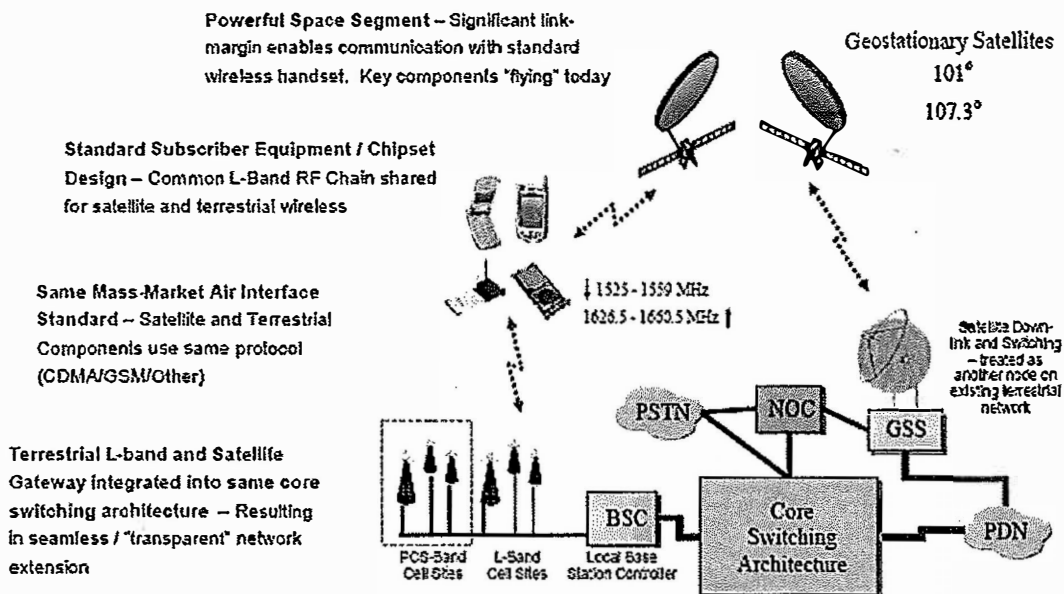 Powerful Space Segment – Significant link-
margin enables communication with standard
wireless handset. Key components "flying" today
Geostationary Satellites
101°
107.3°
Standard Subscriber Equipment / Chipset
Design – Common L-Band RF Chain shared
for satellite and terrestrial wireless
Same Mass-Market Air Interface
Standard – Satellite and Terrestrial
Components use same protocol
(CDMA/GSM/Other)
↓ 1525 - 1559 MHz
1626.5 - 1660.5 MHz ↑
Satellite Down-
link and Switching
– treated as
another node on
existing terrestrial
network
PSTN
NOC
GSS
Terrestrial L-band and Satellite
Gateway integrated into same core
switching architecture – Resulting
in seamless / "transparent" network
extension
BSC
Core
Switching
Architecture
PDN
PCS-Band
Cell Sites
L-Band
Cell Sites
Local Base
Station Controller